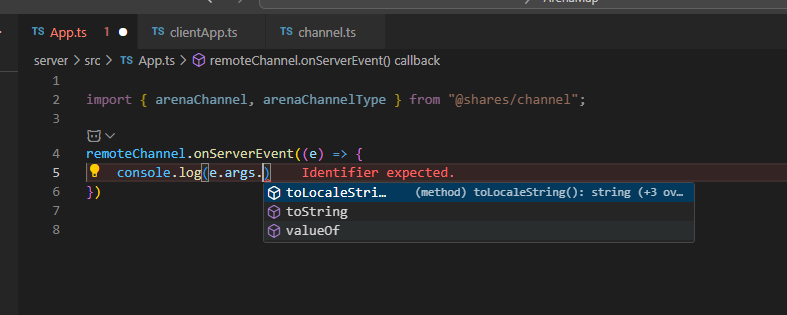 ArenaMap
TS App.ts 1 TS clientApp.ts TS channel.ts
server > src > TS App.ts > remoteChannel.onServerEvent() callback
1
2 import { arenaChannel, arenaChannelType } from "@shares/channel";
3
4 remoteChannel.onServerEvent((e) => {
5 console.log(e.args.) Identifier expected.
6 })
toLocaleStri… (method) toLocaleString(): string (+3 ov…
7 toString
8 valueOf